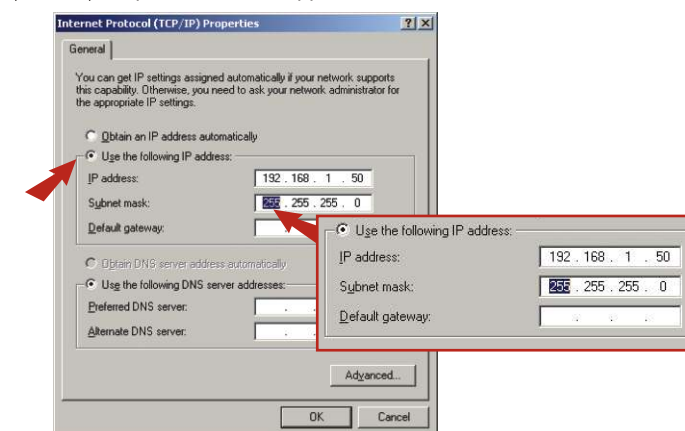 Internet Protocol (TCP/IP) Properties
General
You can get IP settings assigned automatically if your network supports
this capability. Otherwise, you need to ask your network administrator for
the appropriate IP settings.
Obtain an IP address automatically
Use the following IP address:
IP address: 192 . 168 . 1 . 50
Subnet mask: 255 . 255 . 255 . 0
Default gateway:
Obtain DNS server address automatically
Use the following DNS server addresses:
Preferred DNS server:
Alternate DNS server:
Advanced...
OK Cancel
Use the following IP address:
IP address: 192 . 168 . 1 . 50
Subnet mask: 255 . 255 . 255 . 0
Default gateway: